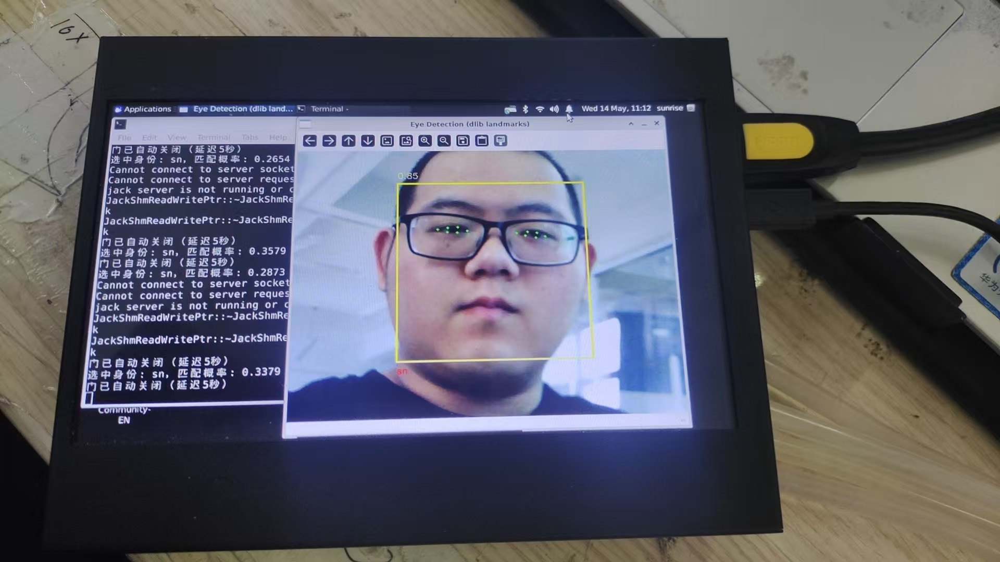 16X
Applications
Eye Detection (dlib land...
Terminal -
Wed 14 May, 11:12
sunrise
File Edit View Terminal Tabs Help
门已自动关闭（延迟5秒）
选中身份: sn, 匹配概率: 0.2654
Cannot connect to server socket
Cannot connect to server reques
jack server is not running or c
JackShmReadWritePtr::~JackShmRe
k
JackShmReadWritePtr::~JackShmRe
k
门已自动关闭（延迟5秒）
选中身份: sn, 匹配概率: 0.3579
门已自动关闭（延迟5秒）
选中身份: sn, 匹配概率: 0.2873
Cannot connect to server socket
Cannot connect to server reques
jack server is not running or c
JackShmReadWritePtr::~JackShmRe
k
JackShmReadWritePtr::~JackShmRe
k
门已自动关闭（延迟5秒）
选中身份: sn, 匹配概率: 0.3379
门已自动关闭（延迟5秒）
Community-
EN
Eye Detection (dlib landmarks)
0.85
sn
华为